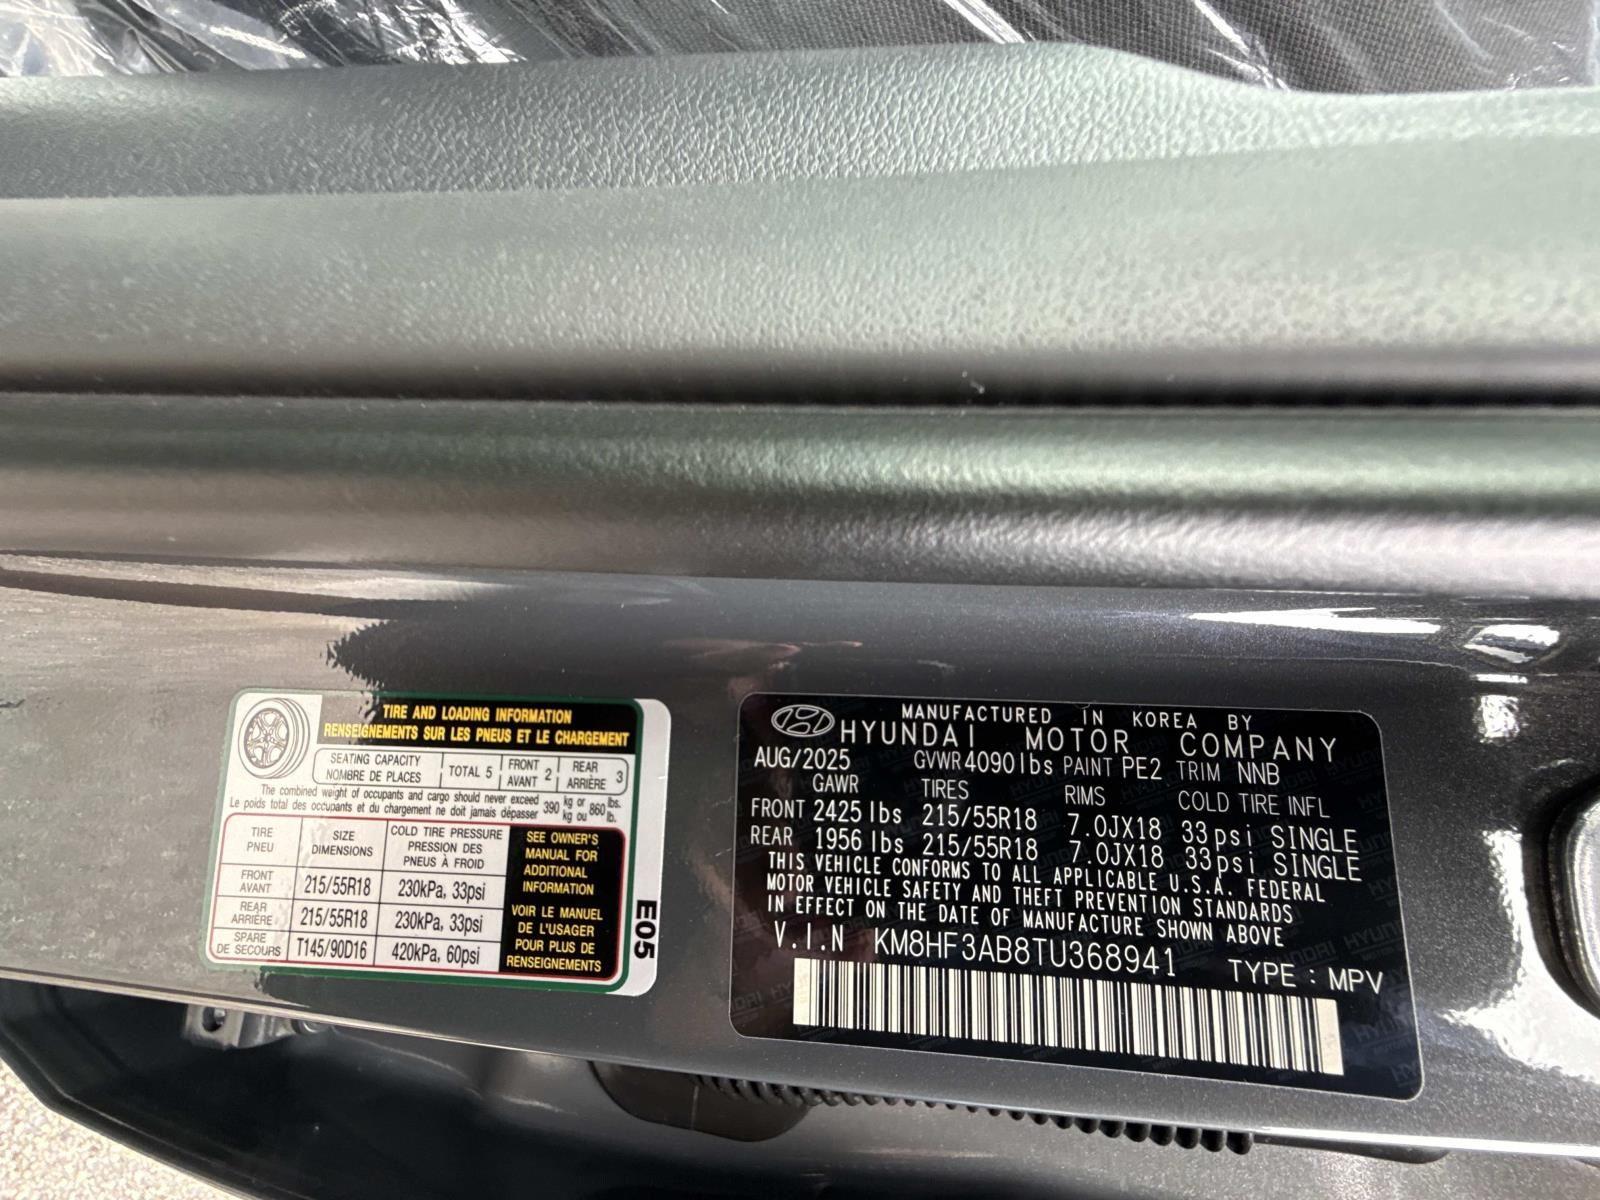 TIRE AND LOADING INFORMATION
RENSEIGNEMENTS SUR LES PNEUS ET LE CHARGEMENT
SEATING CAPACITY
NOMBRE DE PLACES
TOTAL 5
FRONT
AVANT 2
REAR
ARRIÈRE 3
The combined weight of occupants and cargo should never exceed 390 kg or 860 lbs.
Le poids total des occupants et du chargement ne doit jamais dépasser 390 kg ou 860 lb.
TIRE
PNEU
SIZE
DIMENSIONS
COLD TIRE PRESSURE
PRESSION DES
PNEUS À FROID
FRONT
AVANT
215/55R18
230kPa, 33psi
REAR
ARRIÈRE
215/55R18
230kPa, 33psi
SPARE
DE SECOURS
T145/90D16
420kPa, 60psi
SEE OWNER'S
MANUAL FOR
ADDITIONAL
INFORMATION
VOIR LE MANUEL
DE L'USAGER
POUR PLUS DE
RENSEIGNEMENTS
E05
MANUFACTURED IN KOREA BY
HYUNDAI MOTOR COMPANY
AUG/2025 GVWR 4090lbs PAINT PE2 TRIM NNB
GAWR TIRES RIMS COLD TIRE INFL
FRONT 2425lbs 215/55R18 7.0JX18 33psi SINGLE
REAR 1956lbs 215/55R18 7.0JX18 33psi SINGLE
THIS VEHICLE CONFORMS TO ALL APPLICABLE U.S.A. FEDERAL
MOTOR VEHICLE SAFETY AND THEFT PREVENTION STANDARDS
IN EFFECT ON THE DATE OF MANUFACTURE SHOWN ABOVE
V.I.N KM8HF3AB8TU368941 TYPE : MPV